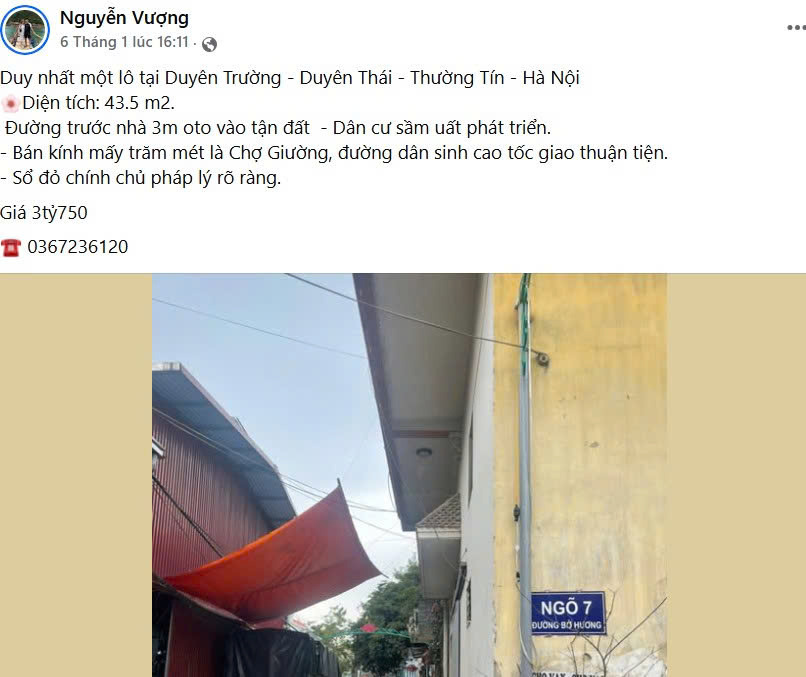 Nguyễn Vượng
6 Tháng 1 lúc 16:11 ·
Duy nhất một lô tại Duyên Trường - Duyên Thái - Thường Tín - Hà Nội
🌸Diện tích: 43.5 m2.
Đường trước nhà 3m oto vào tận đất - Dân cư sầm uất phát triển.
- Bán kính mấy trăm mét là Chợ Giường, đường dân sinh cao tốc giao thuận tiện.
- Sổ đỏ chính chủ pháp lý rõ ràng.
Giá 3tỷ750
☎️ 0367236120
NGÕ 7
ĐƯỜNG BỜ HƯƠNG